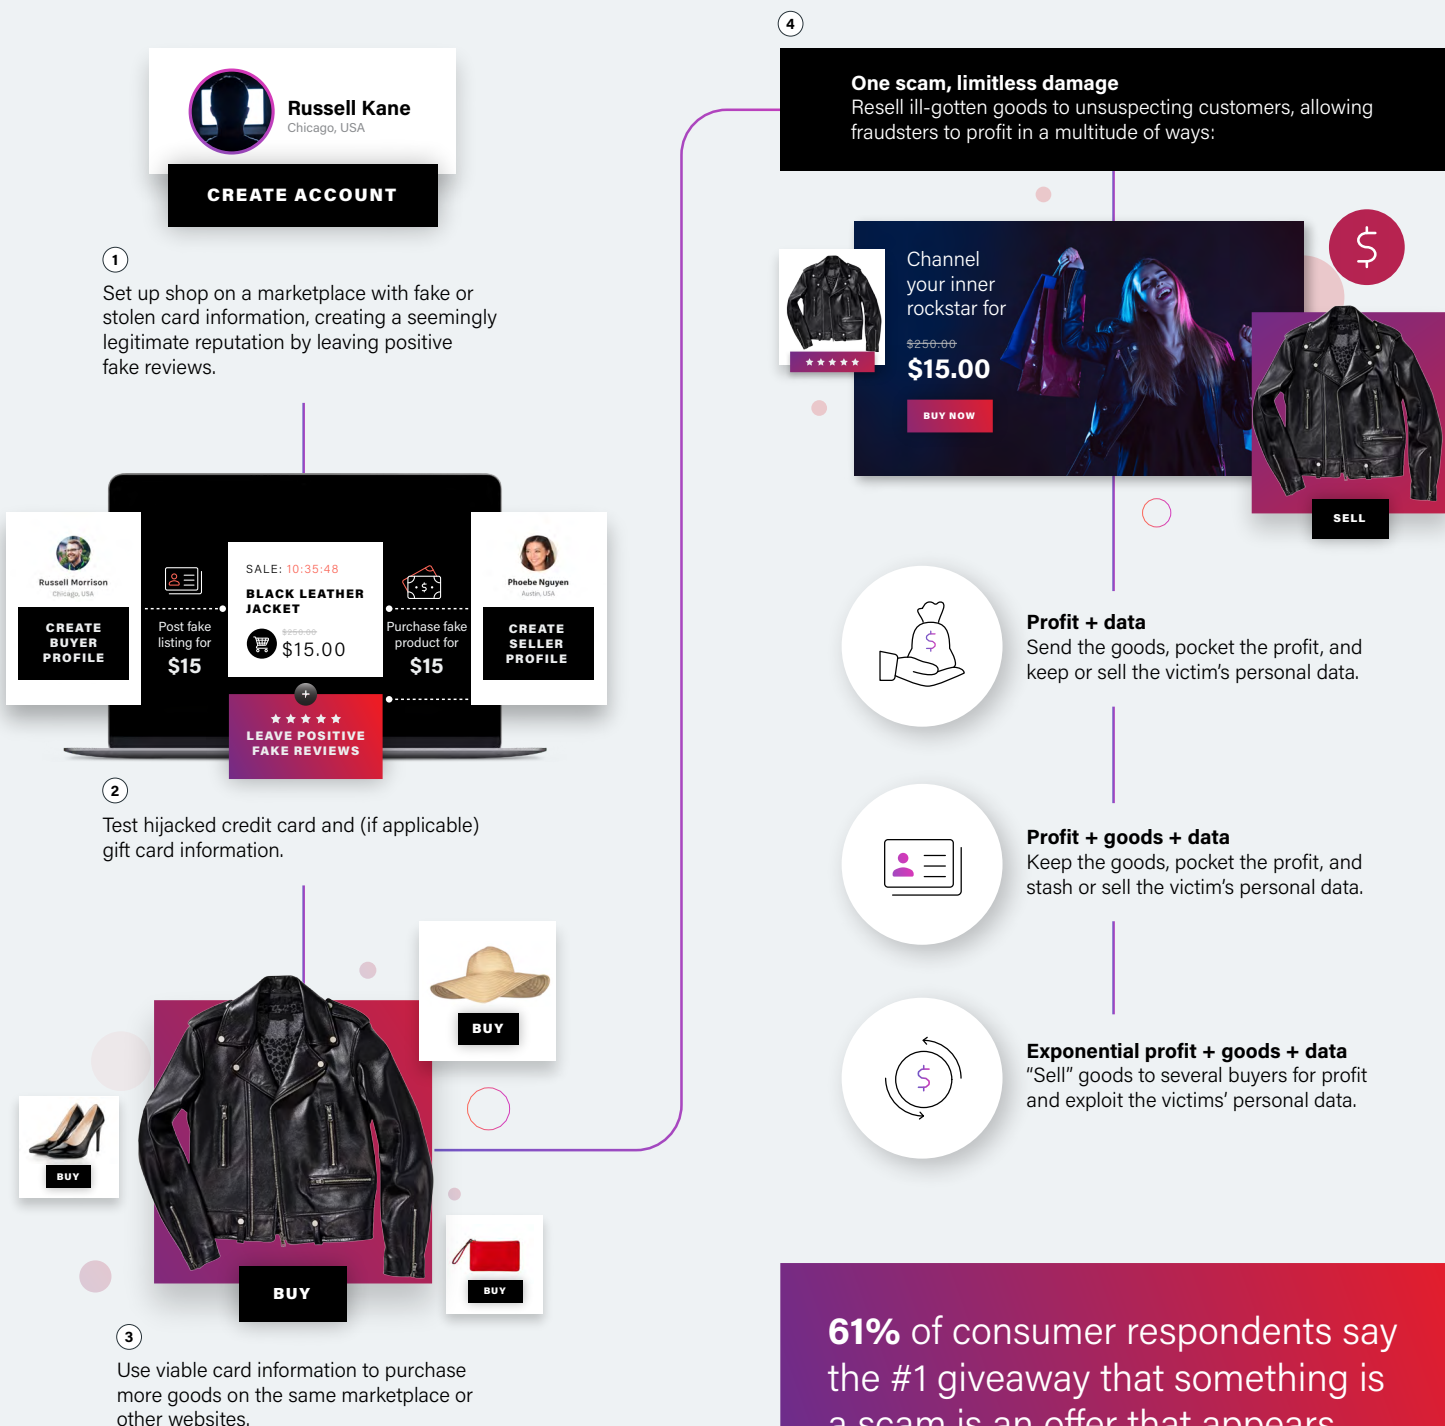 Russell Kane
Chicago, USA
CREATE ACCOUNT
1
Set up shop on a marketplace with fake or
stolen card information, creating a seemingly
legitimate reputation by leaving positive
fake reviews.
Russell Morrison
Chicago, USA
CREATE
BUYER
PROFILE
Post fake
listing for
$15
SALE: 10:35:48
BLACK LEATHER
JACKET
$250.00
$15.00
+
LEAVE POSITIVE
FAKE REVIEWS
Purchase fake
product for
$15
Phoebe Nguyen
Austin, USA
CREATE
SELLER
PROFILE
2
Test hijacked credit card and (if applicable)
gift card information.
BUY
BUY
BUY
BUY
3
Use viable card information to purchase
more goods on the same marketplace or
other websites.
4
One scam, limitless damage
Resell ill-gotten goods to unsuspecting customers, allowing
fraudsters to profit in a multitude of ways:
Channel
your inner
rockstar for
$250.00
$15.00
BUY NOW
$
SELL
$
Profit + data
Send the goods, pocket the profit, and
keep or sell the victim's personal data.
Profit + goods + data
Keep the goods, pocket the profit, and
stash or sell the victim's personal data.
$
Exponential profit + goods + data
"Sell" goods to several buyers for profit
and exploit the victims' personal data.
61% of consumer respondents say
the #1 giveaway that something is
a scam is an offer that appears